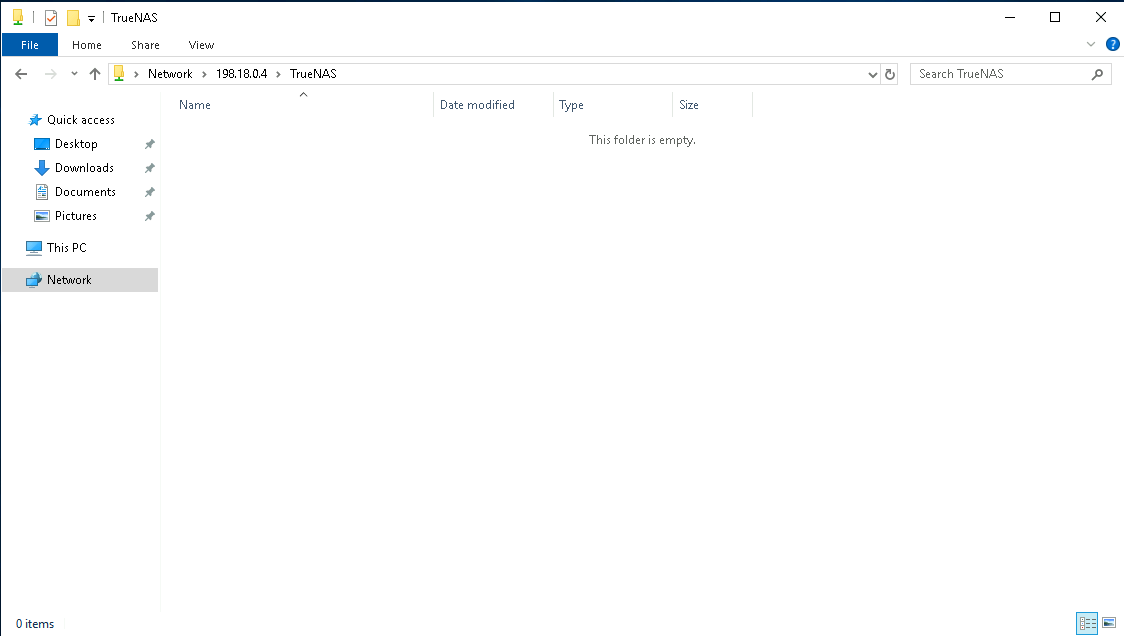 TrueNAS
File Home Share View
Network 198.18.0.4 TrueNAS Search TrueNAS
Name Date modified Type Size
This folder is empty.
Quick access
Desktop
Downloads
Documents
Pictures
This PC
Network
0 items